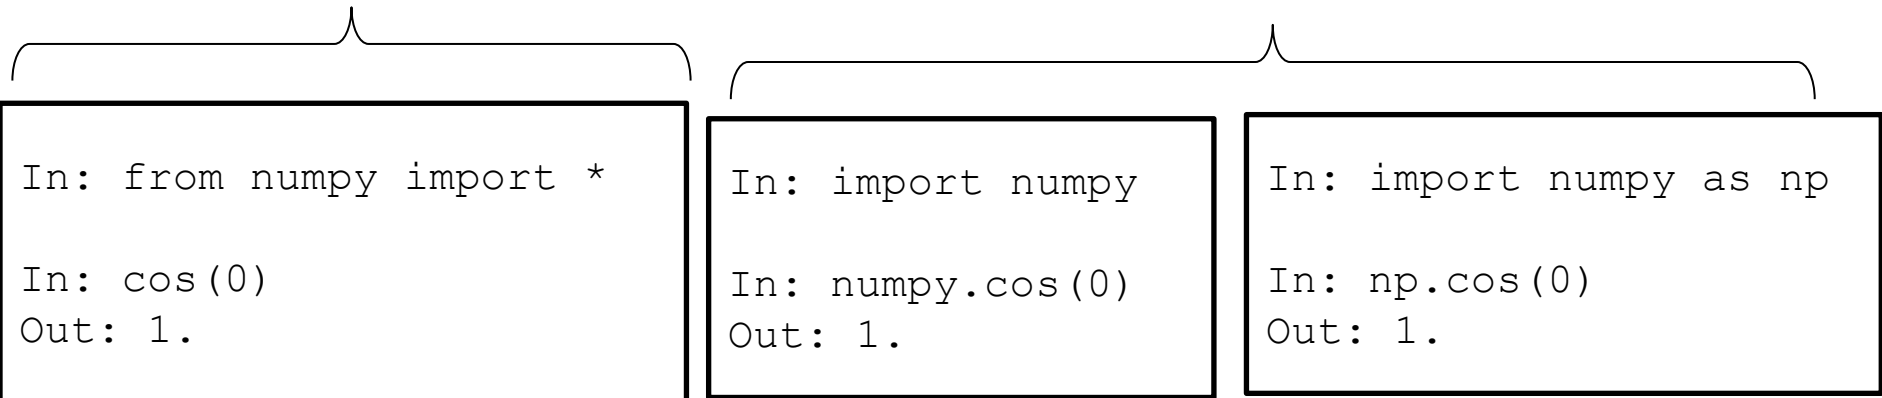 In: from numpy import *
In: cos(0)
Out: 1.
In: import numpy
In: numpy.cos(0)
Out: 1.
In: import numpy as np
In: np.cos(0)
Out: 1.